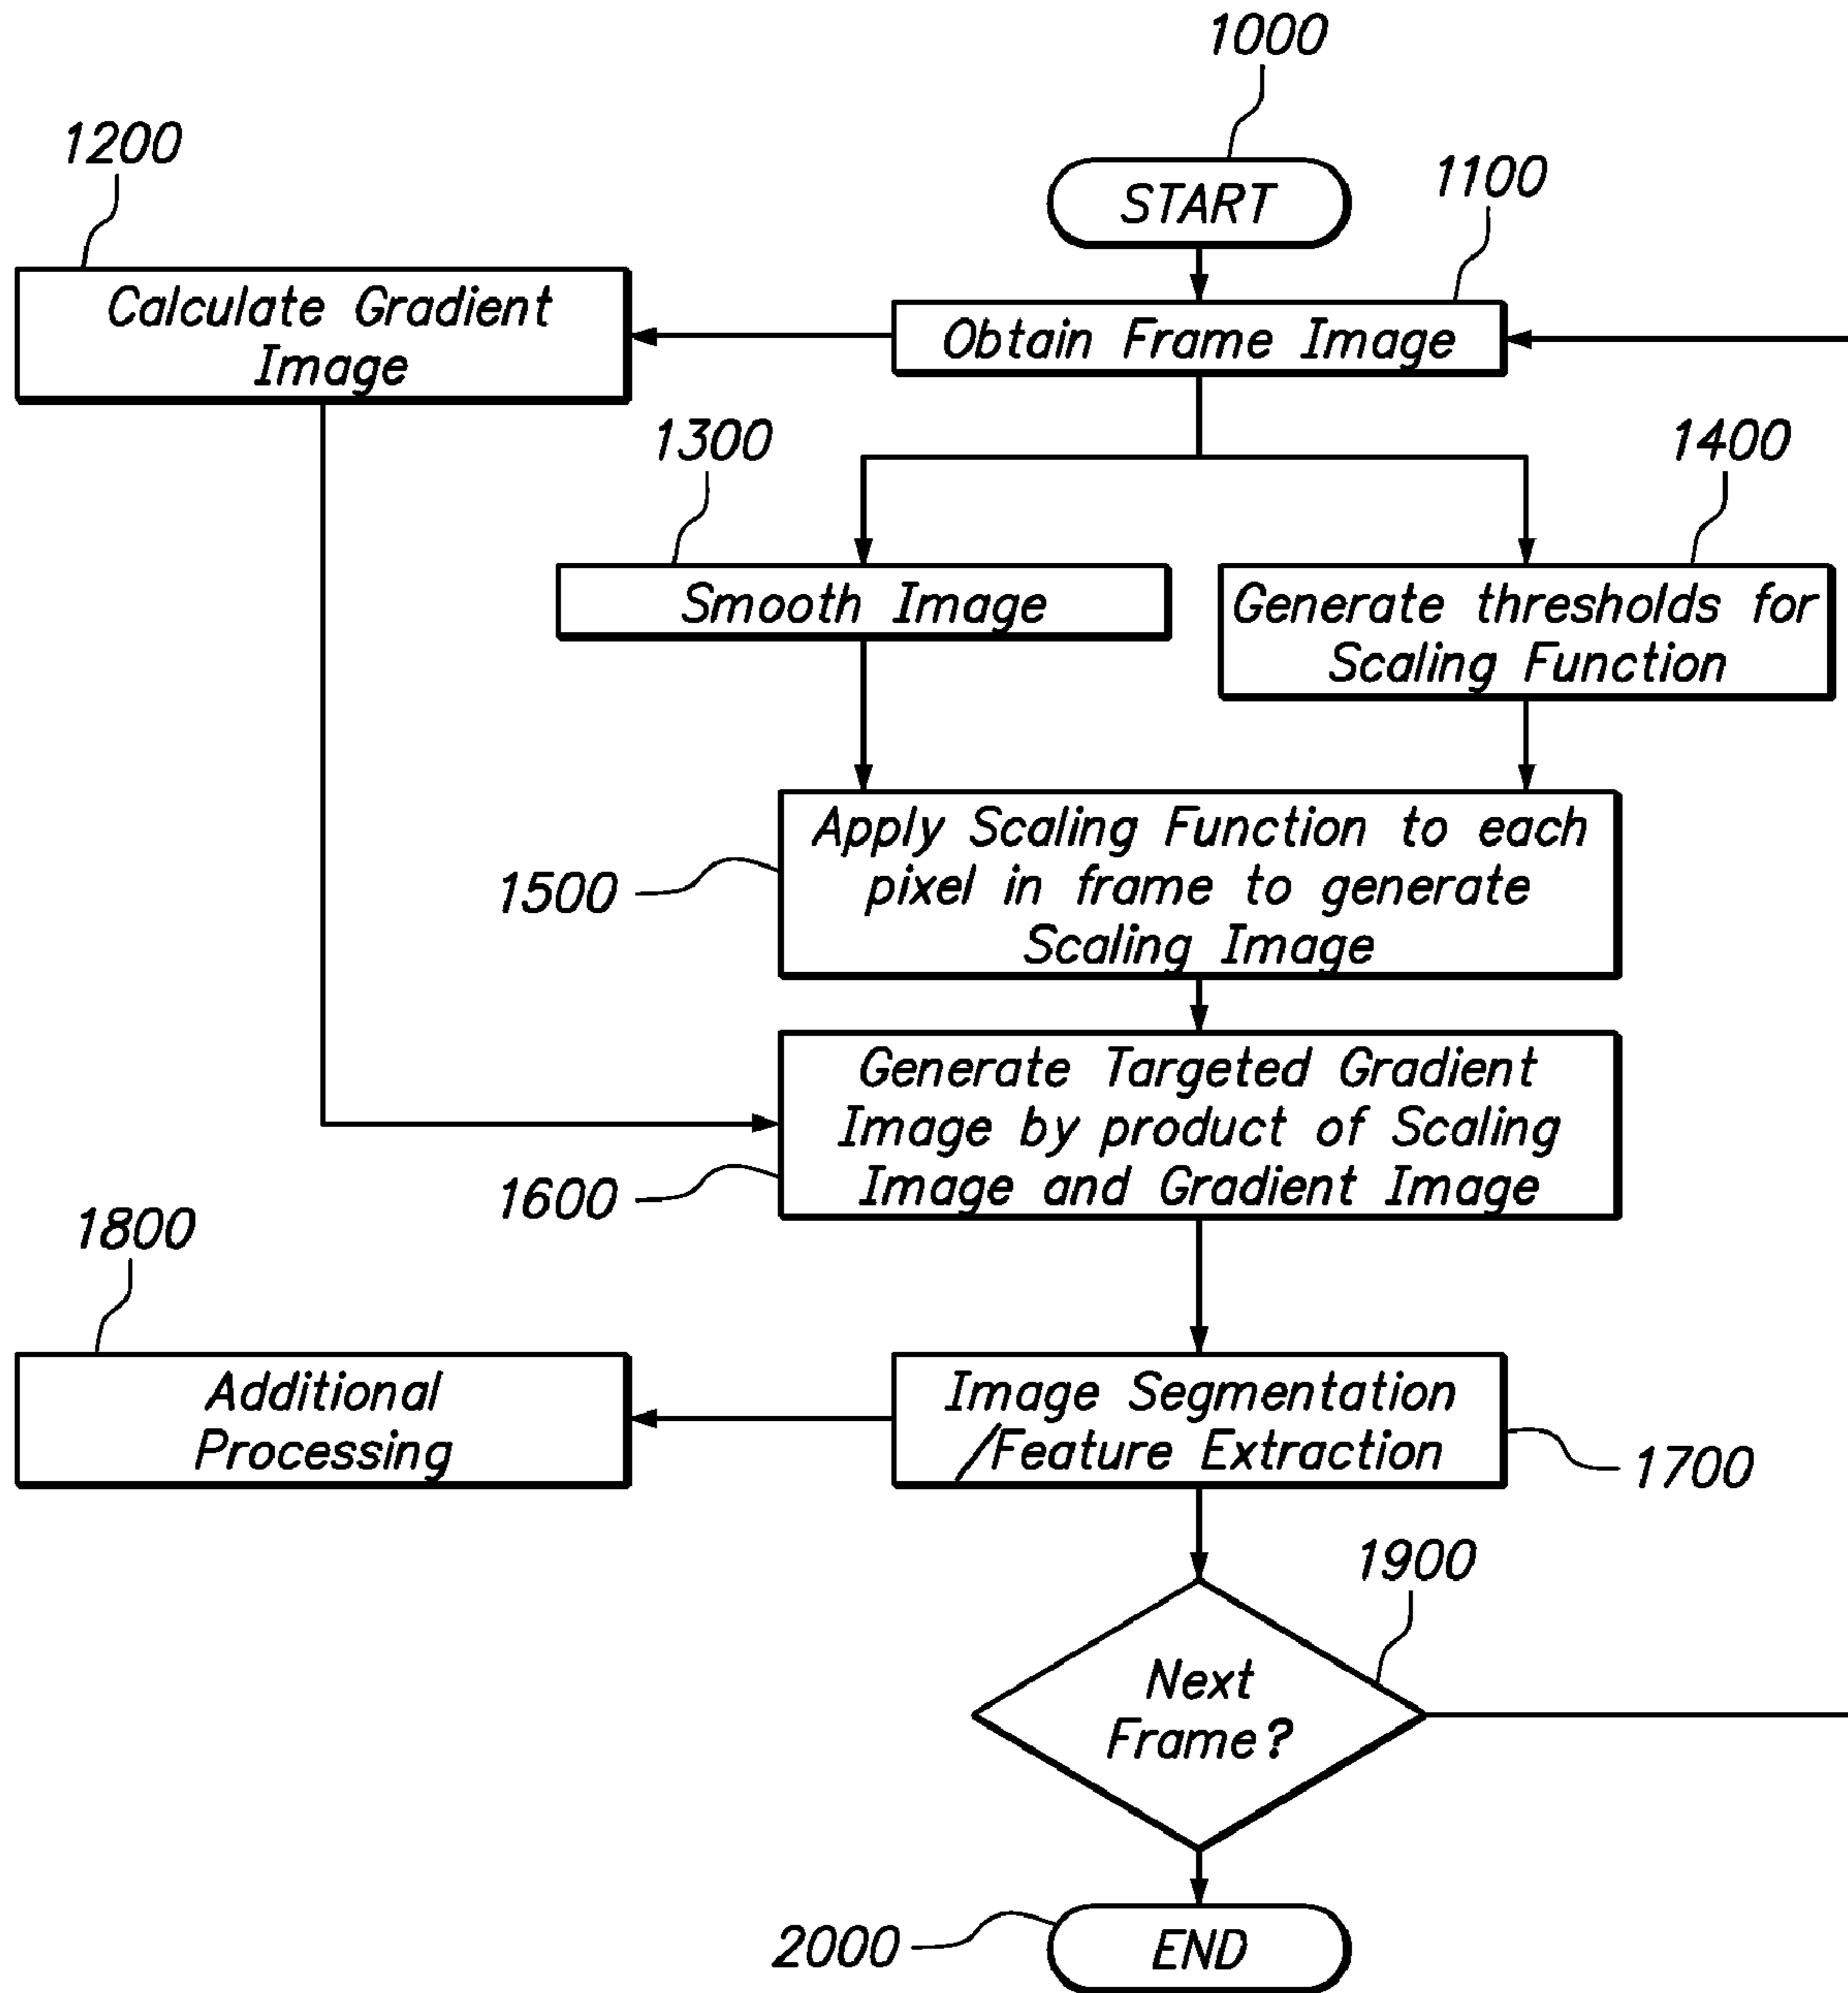 1000
1200
START
1100
Calculate Gradient
Image
Obtain Frame Image
1300
1400
Smooth Image
Generate thresholds for
Scaling Function
Apply Scaling Function to each
pixel in frame to generate
Scaling Image
1500
Generate Targeted Gradient
Image by product of Scaling
Image and Gradient Image
1600
1800
Additional
Processing
Image Segmentation
/Feature Extraction
1700
1900
Next
Frame?
2000
END